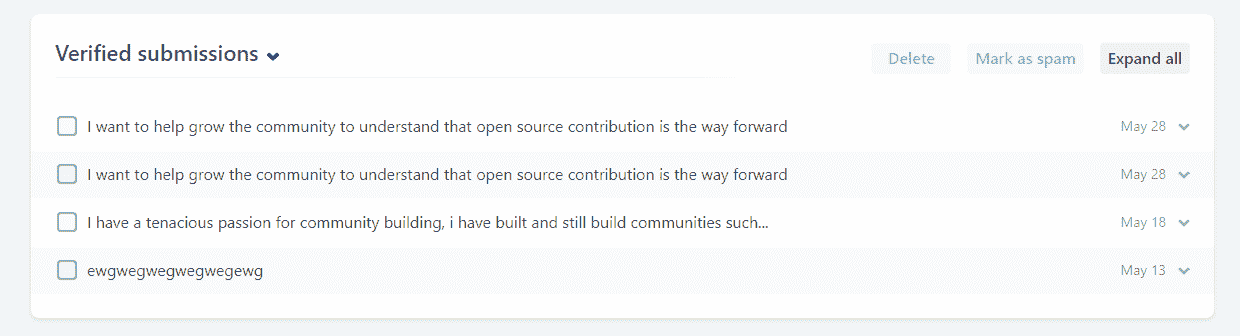 Verified submissions
Delete Mark as spam Expand all
I want to help grow the community to understand that open source contribution is the way forward May 28
I want to help grow the community to understand that open source contribution is the way forward May 28
I have a tenacious passion for community building, i have built and still build communities such... May 18
ewgwegwegwegwegewg May 13